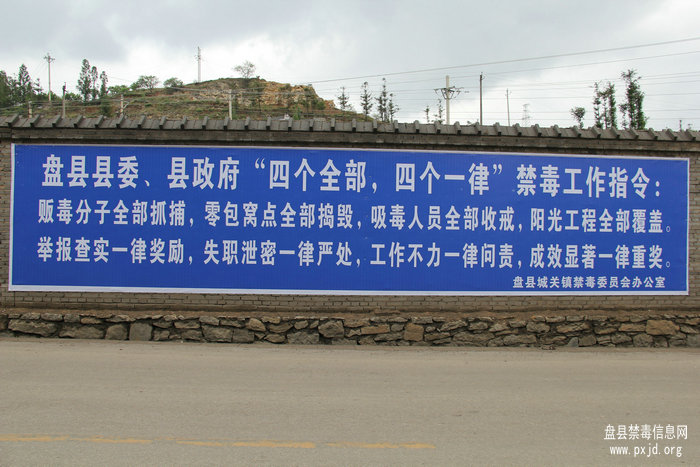 盘县县委、县政府“四个全部，四个一律”禁毒工作指令：
贩毒分子全部抓捕，零包窝点全部捣毁，吸毒人员全部收戒，阳光工程全部覆盖。
举报查实一律奖励，失职泄密一律严处，工作不力一律问责，成效显著一律重奖。
盘县城关镇禁毒委员会办公室
盘县禁毒信息网
www.pxjd.org